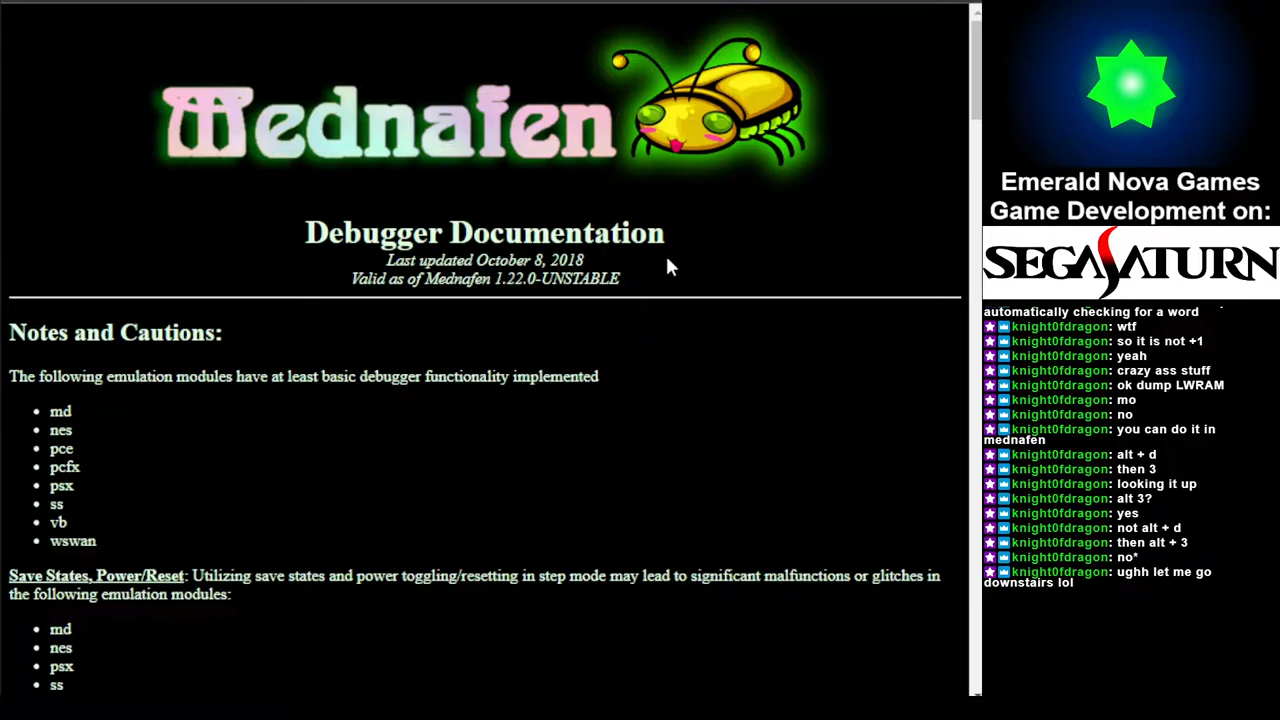 Mednafen
Debugger Documentation
Last updated October 8, 2018
Valid as of Mednafen 1.22.0-UNSTABLE
Notes and Cautions:
The following emulation modules have at least basic debugger functionality implemented
md
nes
pce
pcfx
psx
ss
vb
wswan
Save States, Power/Reset: Utilizing save states and power toggling/resetting in step mode may lead to significant malfunctions or glitches in
the following emulation modules:
md
nes
psx
ss
Emerald Nova Games
Game Development on:
SEGA SATURN
automatically checking for a word
knight0fdragon: wtf
knight0fdragon: so it is not +1
knight0fdragon: yeah
knight0fdragon: crazy ass stuff
knight0fdragon: ok dump LWRAM
knight0fdragon: mo
knight0fdragon: no
knight0fdragon: you can do it in
mednafen
knight0fdragon: alt + d
knight0fdragon: then 3
knight0fdragon: looking it up
knight0fdragon: alt 3?
knight0fdragon: yes
knight0fdragon: not alt + d
knight0fdragon: then alt + 3
knight0fdragon: no*
knight0fdragon: ughh let me go
downstairs lol